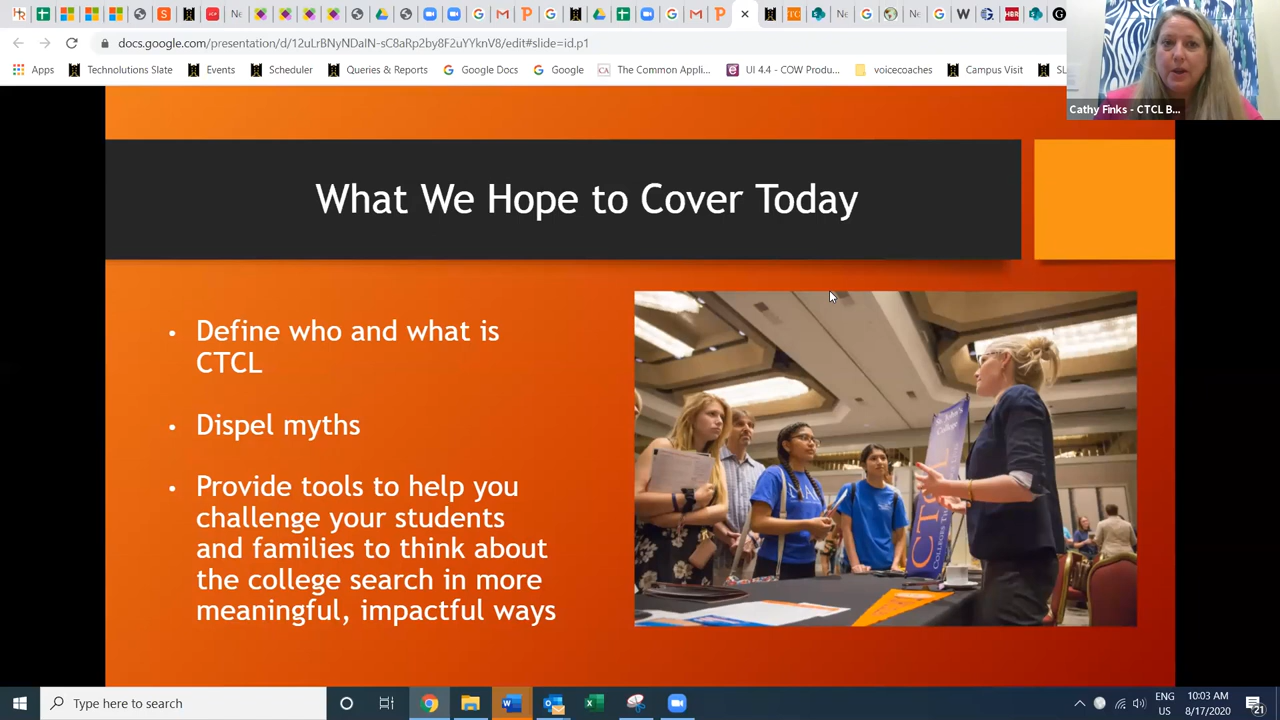 docs.google.com/presentation/d/12uLrBNyNDaIN-sC8aRp2by8F2uYYknV8/edit#slide=id.p1
Apps
Technolutions Slate
Events
Scheduler
Queries & Reports
Google Docs
Google
The Common Appli...
UI 4.4 - COW Produ...
voicecoaches
Campus Visit
Cathy Finks - CTCL B...
What We Hope to Cover Today
• Define who and what is
CTCL
• Dispel myths
• Provide tools to help you
challenge your students
and families to think about
the college search in more
meaningful, impactful ways
St. John's
College
CTCL
Type here to search
ENG
US
10:03 AM
8/17/2020
21